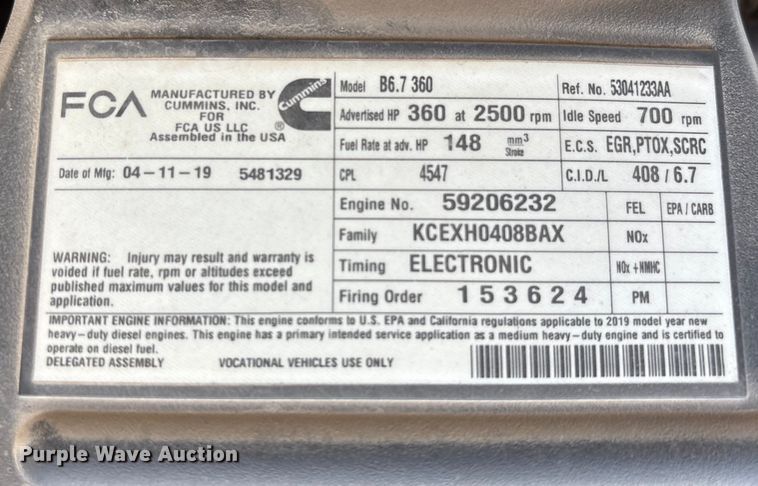 FCA
MANUFACTURED BY
CUMMINS, INC.
FOR
FCA US LLC ®
Assembled in the USA
Cummins
Model B6.7 360
Ref. No. 53041233AA
Advertised HP 360 at 2500 rpm
Idle Speed 700 rpm
Fuel Rate at adv. HP 148 mm3 Stroke
E.C.S. EGR,PTOX,SCRC
Date of Mfg: 04-11-19 5481329
CPL 4547
C.I.D./L 408 / 6.7
Engine No. 59206232
FEL EPA / CARB
Family KCEXH0408BAX
NOx
Timing ELECTRONIC
NOx +NMHC
Firing Order 1 5 3 6 2 4
PM
WARNING: Injury may result and warranty is
voided if fuel rate, rpm or altitudes exceed
published maximum values for this model and
application.
IMPORTANT ENGINE INFORMATION: This engine conforms to U.S. EPA and California regulations applicable to 2019 model year new
heavy-duty diesel engines. This engine has a primary intended service application as a medium heavy-duty engine and is certified to
operate on diesel fuel.
DELEGATED ASSEMBLY VOCATIONAL VEHICLES USE ONLY
Purple Wave Auction